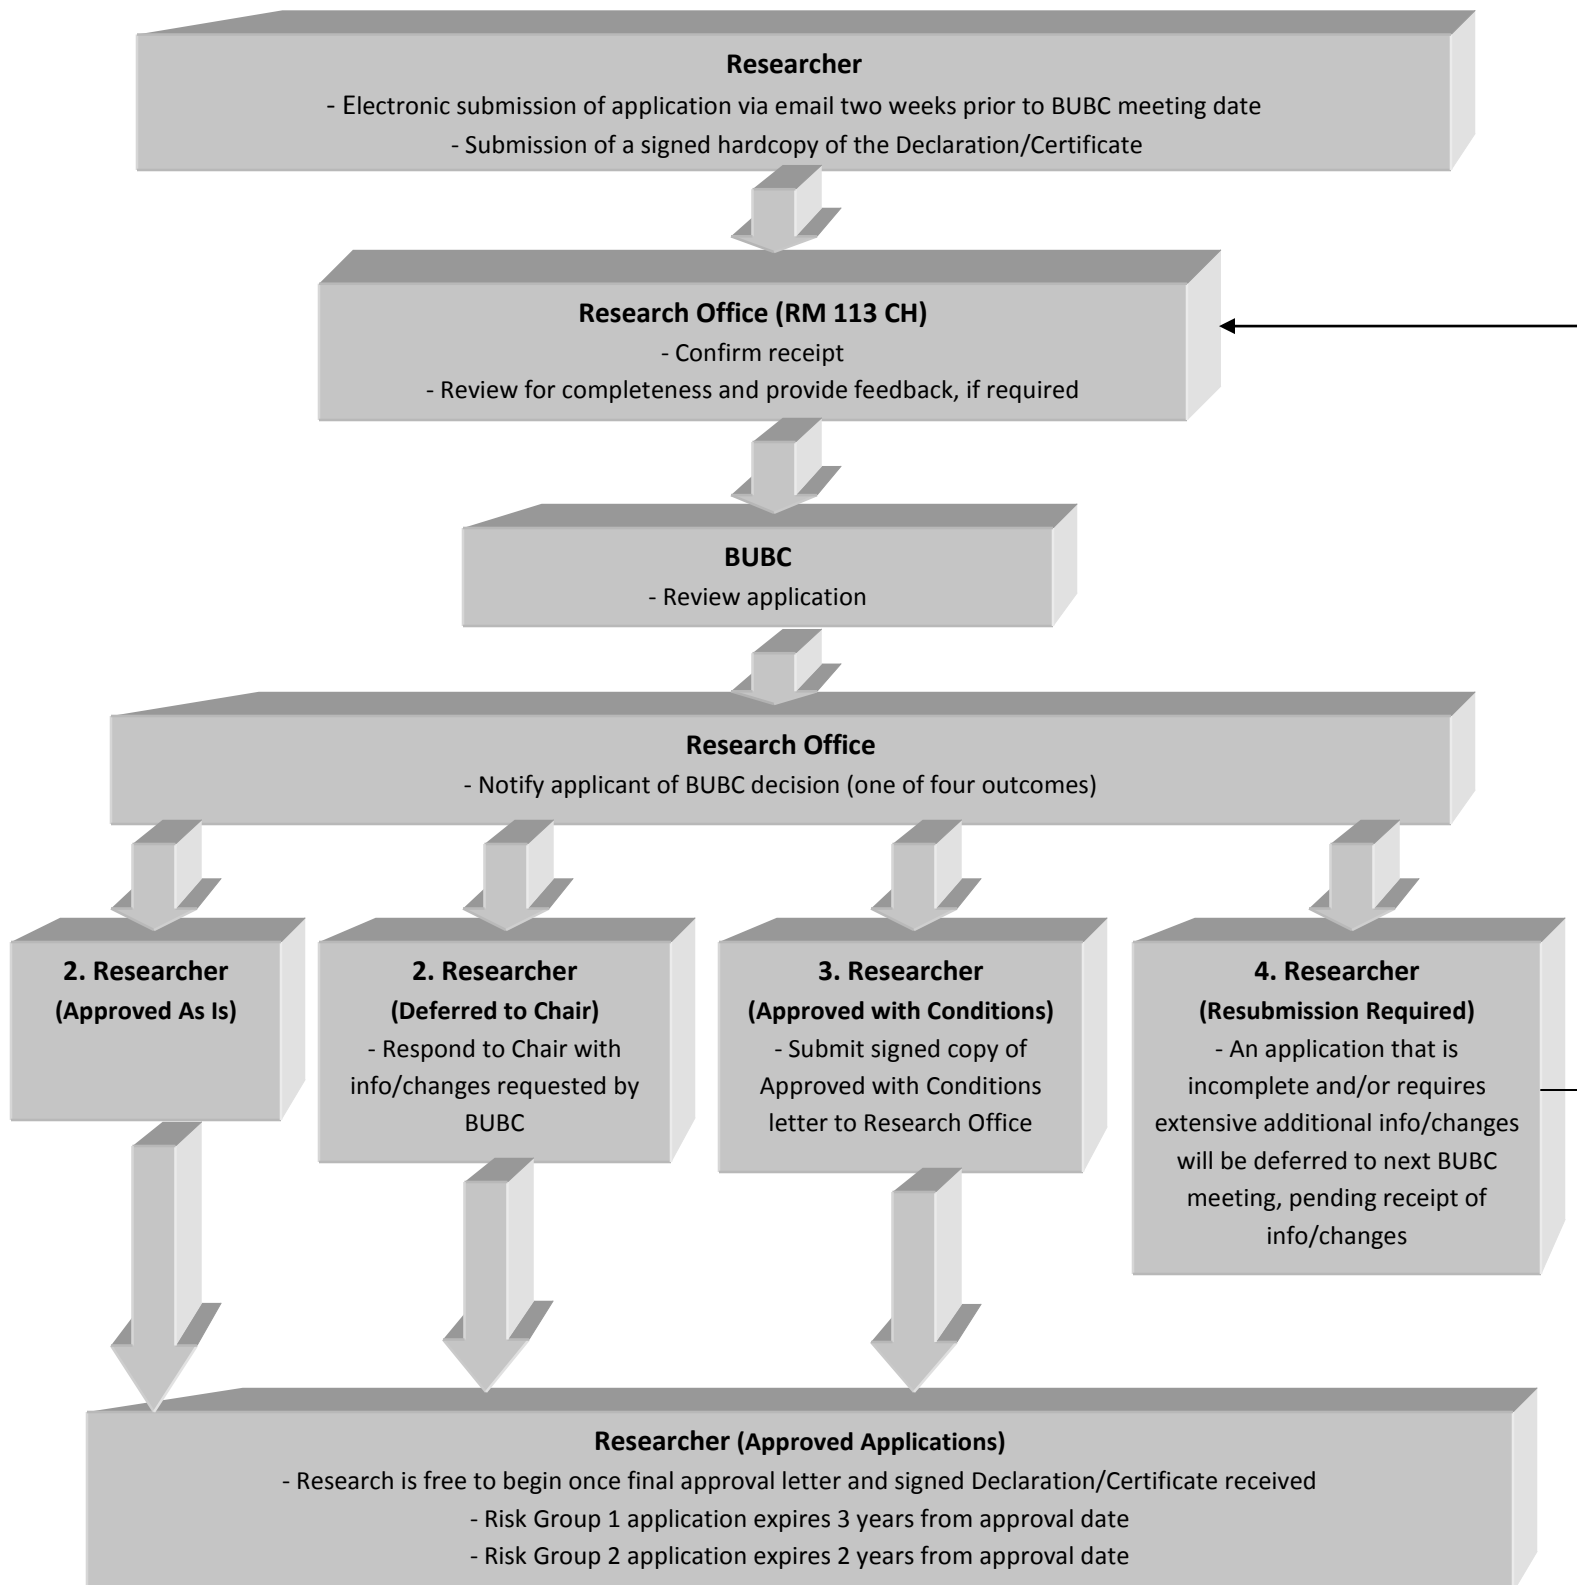 Researcher
- Electronic submission of application via email two weeks prior to BUBC meeting date
- Submission of a signed hardcopy of the Declaration/Certificate
Research Office (RM 113 CH)
- Confirm receipt
- Review for completeness and provide feedback, if required
BUBC
- Review application
Research Office
- Notify applicant of BUBC decision (one of four outcomes)
2. Researcher
(Approved As Is)
2. Researcher
(Deferred to Chair)
- Respond to Chair with
info/changes requested by
BUBC
3. Researcher
(Approved with Conditions)
- Submit signed copy of
Approved with Conditions
letter to Research Office
4. Researcher
(Resubmission Required)
- An application that is
incomplete and/or requires
extensive additional info/changes
will be deferred to next BUBC
meeting, pending receipt of
info/changes
Researcher (Approved Applications)
- Research is free to begin once final approval letter and signed Declaration/Certificate received
- Risk Group 1 application expires 3 years from approval date
- Risk Group 2 application expires 2 years from approval date